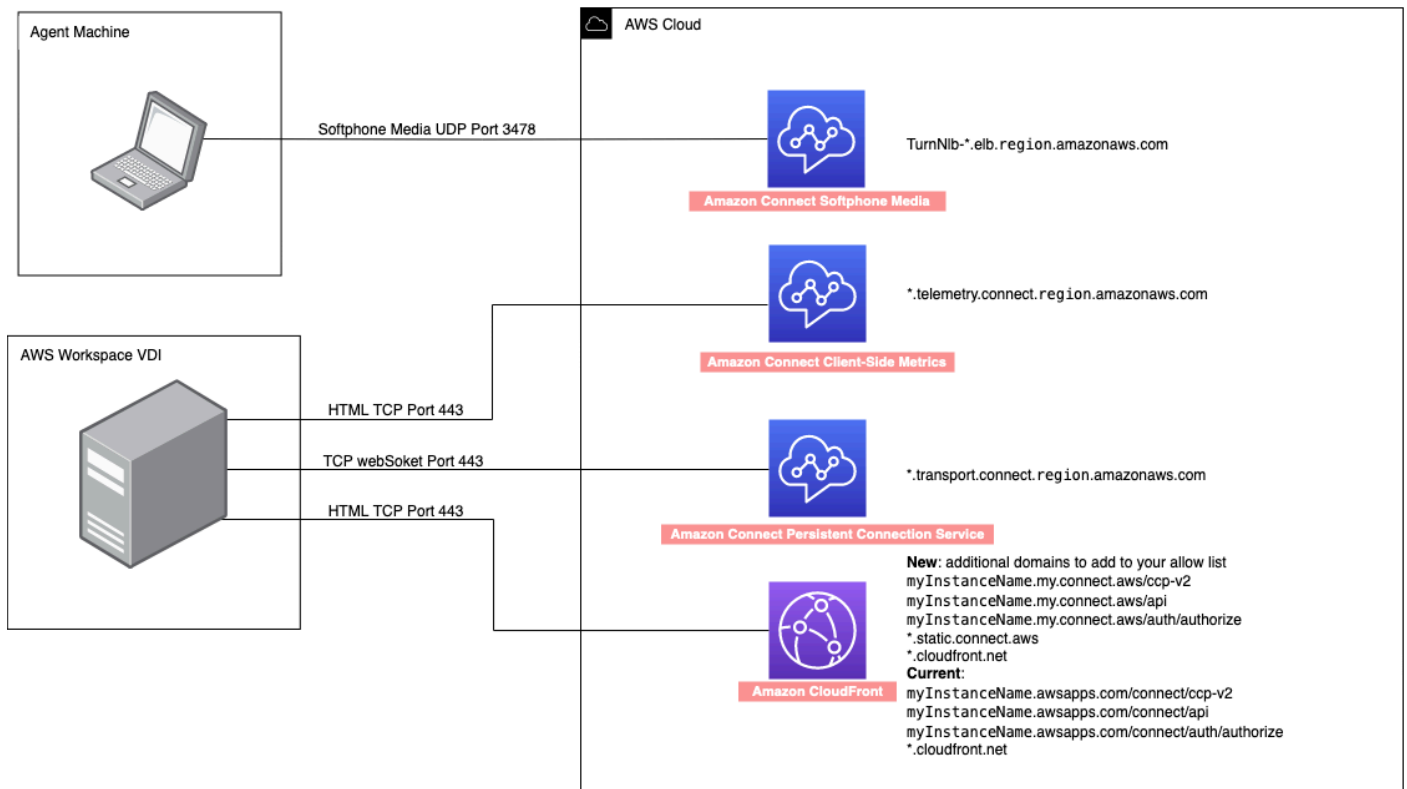 Agent Machine
AWS Cloud
Softphone Media UDP Port 3478
TurnNlb-*.elb.region.amazonaws.com
Amazon Connect Softphone Media
*.telemetry.connect.region.amazonaws.com
AWS Workspace VDI
Amazon Connect Client-Side Metrics
HTML TCP Port 443
TCP webSoket Port 443
*.transport.connect.region.amazonaws.com
HTML TCP Port 443
Amazon Connect Persistent Connection Service
New: additional domains to add to your allow list
myInstanceName.my.connect.aws/ccp-v2
myInstanceName.my.connect.aws/api
myInstanceName.my.connect.aws/auth/authorize
*.static.connect.aws
*.cloudfront.net
Amazon CloudFront
Current:
myInstanceName.awsapps.com/connect/ccp-v2
myInstanceName.awsapps.com/connect/api
myInstanceName.awsapps.com/connect/auth/authorize
*.cloudfront.net